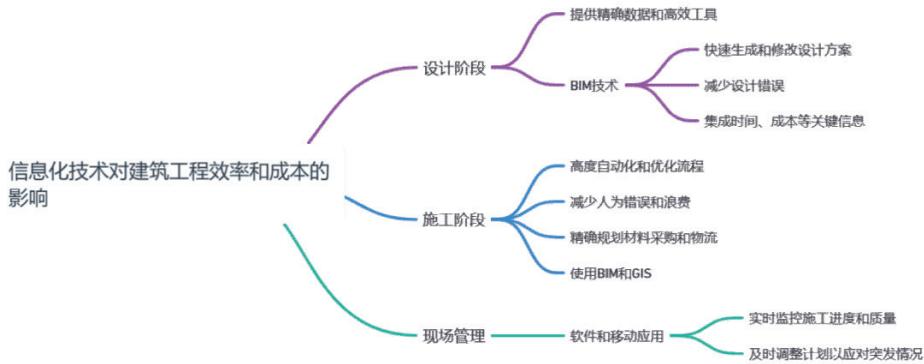 信息化技术对建筑工程效率和成本的
影响
设计阶段
提供精确数据和高效工具
BIM技术
快速生成和修改设计方案
减少设计错误
集成时间、成本等关键信息
施工阶段
高度自动化和优化流程
减少人为错误和浪费
精确规划材料采购和物流
使用BIM和GIS
现场管理
软件和移动应用
实时监控施工进度和质量
及时调整计划以应对突发情况